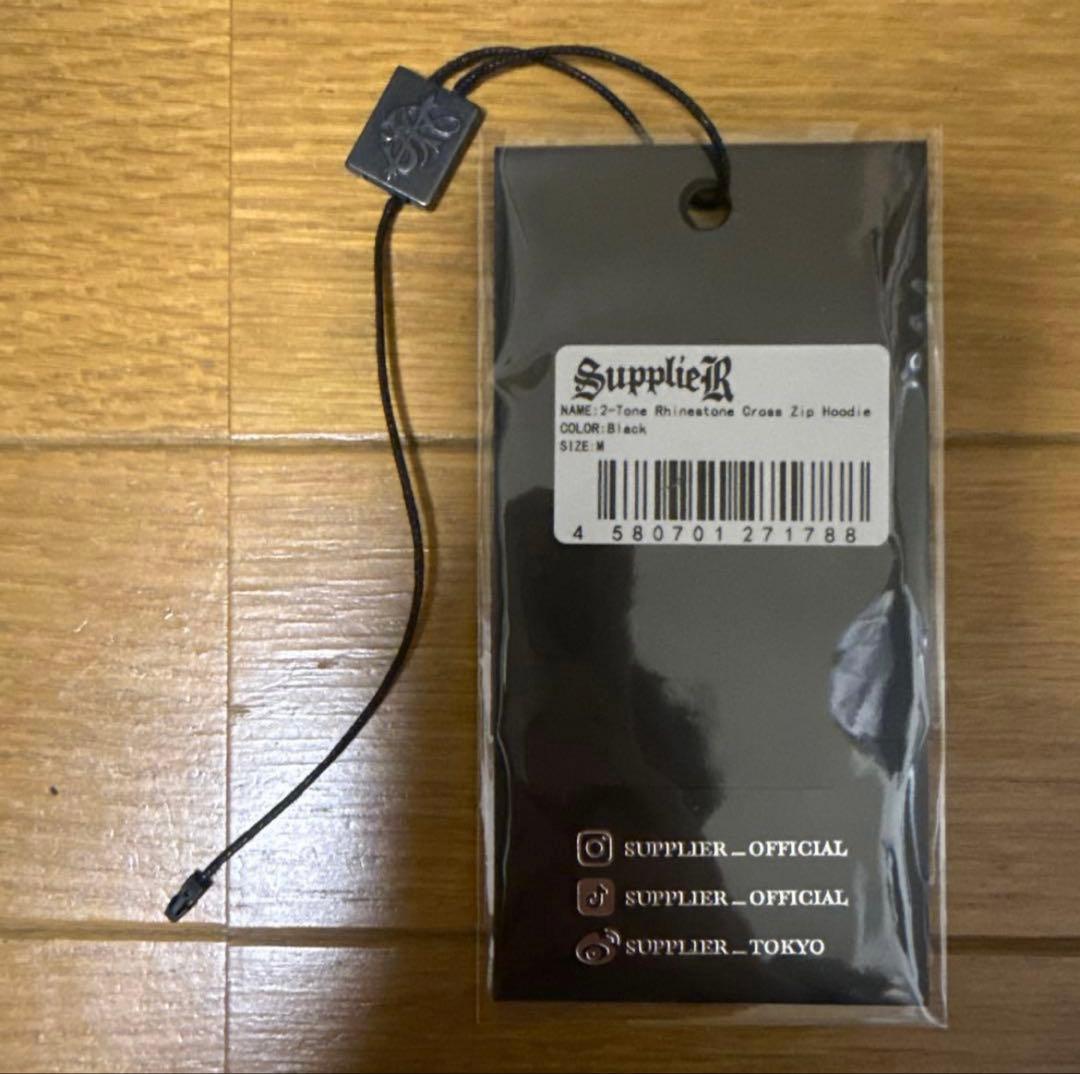 SupplieR
NAME:2-Tone Rhinestone Cross Zip Hoodie
COLOR:Black
SIZE:M
4 580701 271788
SUPPLIER_OFFICIAL
SUPPLIER_OFFICIAL
SUPPLIER_TOKYO